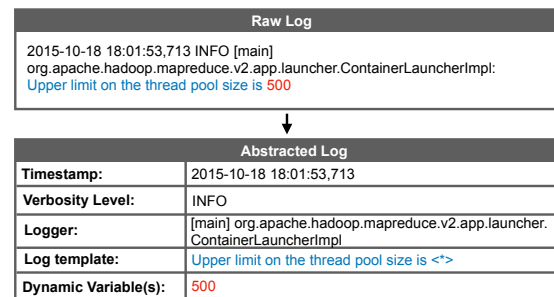 Raw Log
2015-10-18 18:01:53,713 INFO [main]
org.apache.hadoop.mapreduce.v2.app.launcher.ContainerLauncherImpl:
Upper limit on the thread pool size is 500
Abstracted Log
Timestamp: 2015-10-18 18:01:53,713
Verbosity Level: INFO
Logger: [main] org.apache.hadoop.mapreduce.v2.app.launcher.
ContainerLauncherImpl
Log template: Upper limit on the thread pool size is <*>
Dynamic Variable(s): 500